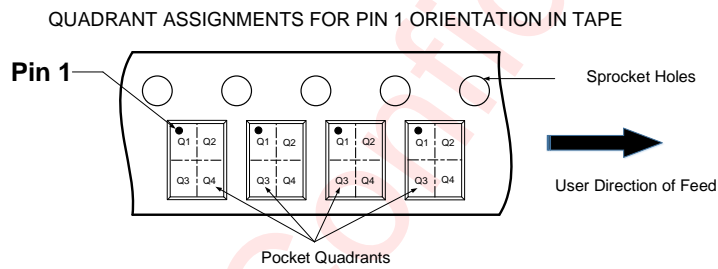 QUADRANT ASSIGNMENTS FOR PIN 1 ORIENTATION IN TAPE
Pin 1
Sprocket Holes
Q1 Q2 Q1 Q2 Q1 Q2 Q1 Q2
Q3 Q4 Q3 Q4 Q3 Q4 Q3 Q4
User Direction of Feed
Pocket Quadrants